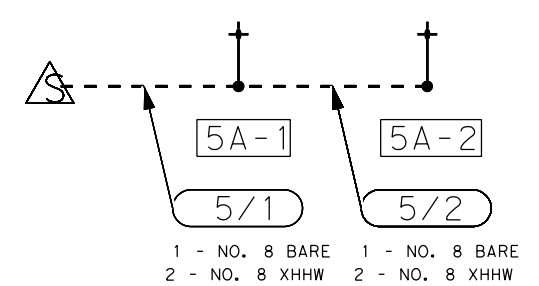 S
5A-1 5A-2
5/1 5/2
1 - NO. 8 BARE 1 - NO. 8 BARE
2 - NO. 8 XHHW 2 - NO. 8 XHHW